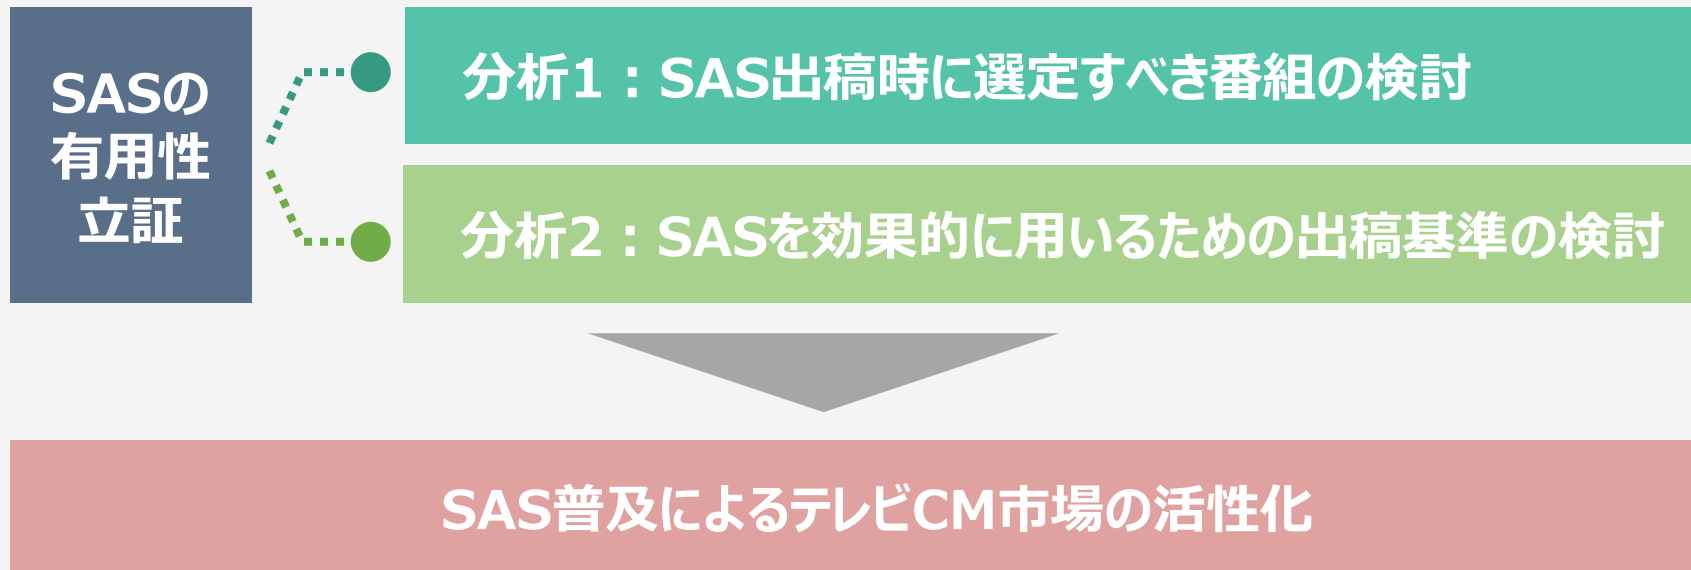 SASの
有用性
立証
分析1：SAS出稿時に選定すべき番組の検討
分析2：SASを効果的に用いるための出稿基準の検討
SAS普及によるテレビCM市場の活性化